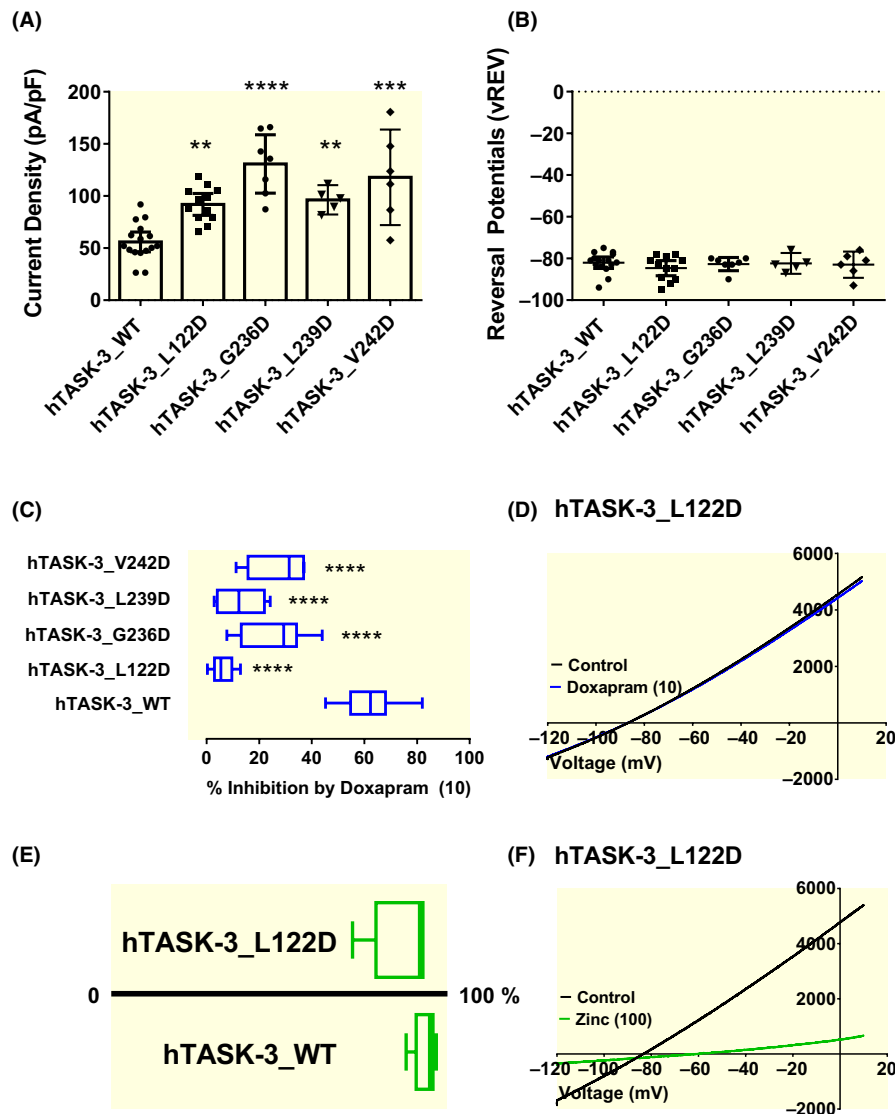 (A)
Current Density (pA/pF)
200
150
100
50
0
**
****
**
***
hTASK-3_WT
hTASK-3_L122D
hTASK-3_G236D
hTASK-3_L239D
hTASK-3_V242D
(B)
Reversal Potentials (vREV)
0
–20
–40
–60
–80
–100
hTASK-3_WT
hTASK-3_L122D
hTASK-3_G236D
hTASK-3_L239D
hTASK-3_V242D
(C)
hTASK-3_V242D
****
hTASK-3_L239D
****
hTASK-3_G236D
****
hTASK-3_L122D
****
hTASK-3_WT
0 20 40 60 80 100
% Inhibition by Doxapram (10)
(D) hTASK-3_L122D
6000
4000
2000
–2000
Control
Doxapram (10)
–120 –100 –80 –60 –40 –20 20
Voltage (mV)
(E)
hTASK-3_L122D
0 100 %
hTASK-3_WT
(F) hTASK-3_L122D
6000
4000
2000
–2000
Control
Zinc (100)
–120 –100 –80 –60 –40 –20 20
Voltage (mV)